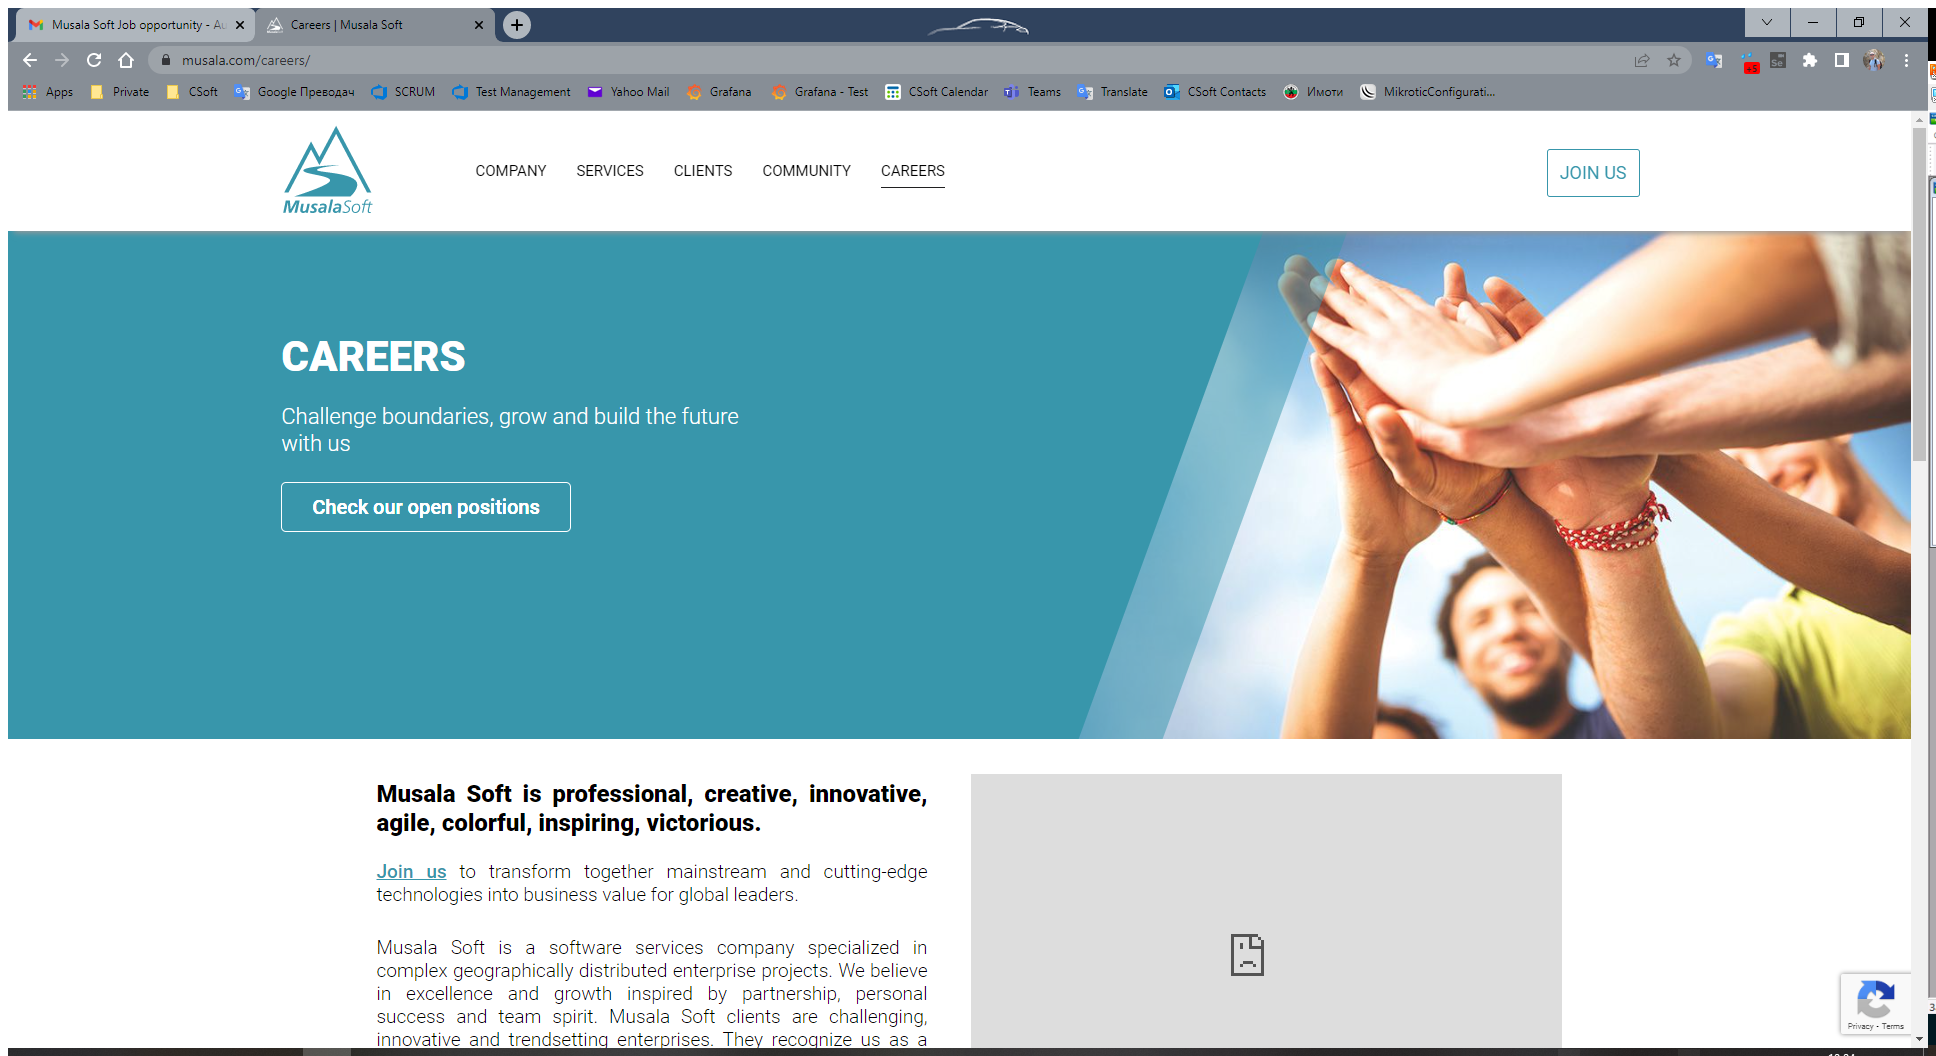 Musala Soft Job opportunity - Au
Careers | Musala Soft
musala.com/careers/
Apps
Private
CSoft
Google Преводач
SCRUM
Test Management
Yahoo Mail
Grafana
Grafana - Test
CSoft Calendar
Teams
Translate
CSoft Contacts
Имоти
MikroticConfigurati...
MusalaSoft
COMPANY
SERVICES
CLIENTS
COMMUNITY
CAREERS
JOIN US
CAREERS
Challenge boundaries, grow and build the future
with us
Check our open positions
Musala Soft is professional, creative, innovative,
agile, colorful, inspiring, victorious.
Join us to transform together mainstream and cutting-edge
technologies into business value for global leaders.
Musala Soft is a software services company specialized in
complex geographically distributed enterprise projects. We believe
in excellence and growth inspired by partnership, personal
success and team spirit. Musala Soft clients are challenging,
innovative and trendsetting enterprises. They recognize us as a
Privacy - Terms